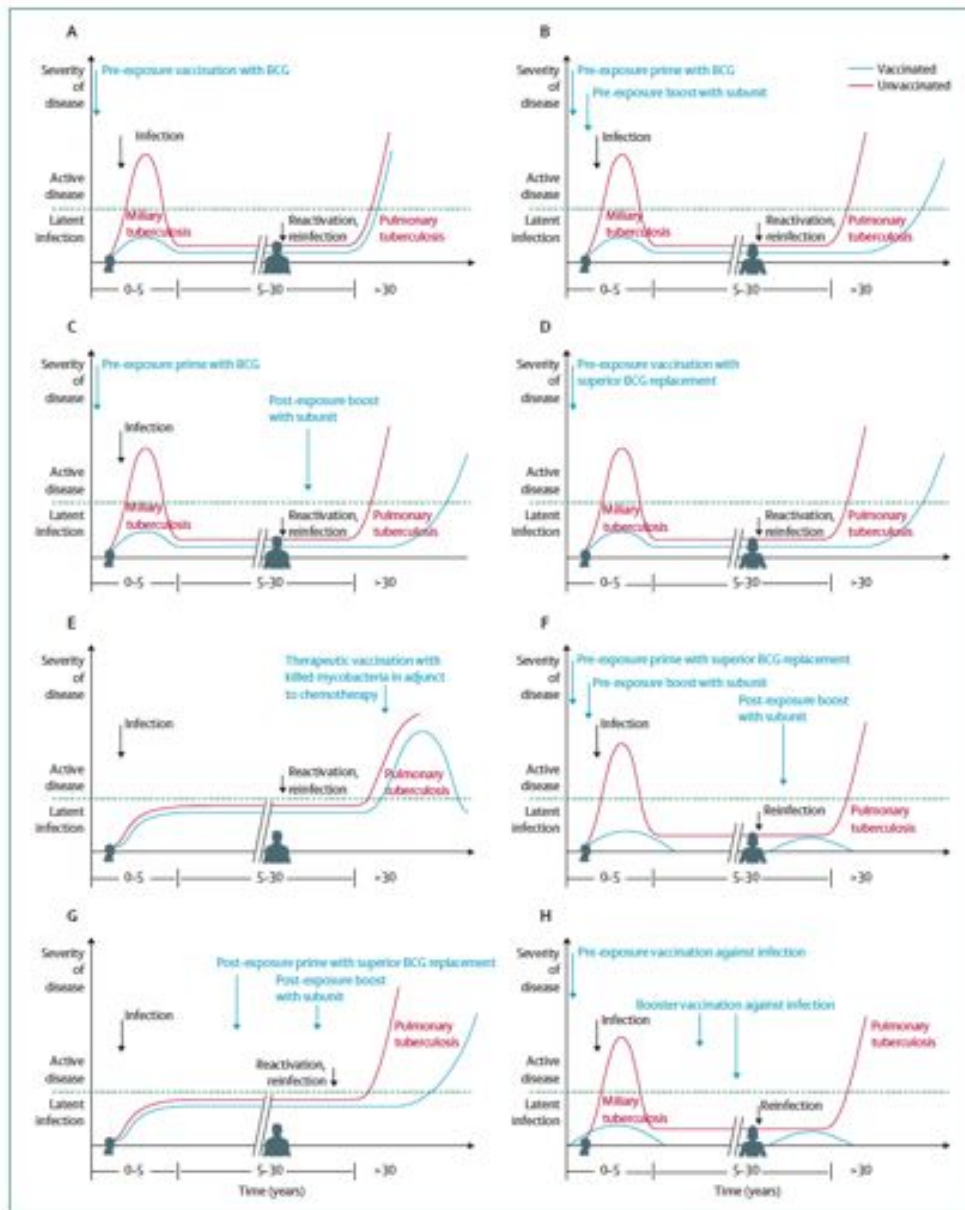 A
Severity
of
disease
Pre-exposure vaccination with BCG
Infection
Active
disease
Latent
infection
Miliary
tuberculosis
Reactivation,
reinfection
Pulmonary
tuberculosis
0–5
5–30
>30
B
Severity
of
disease
Pre-exposure prime with BCG
Pre-exposure boost with subunit
Vaccinated
Unvaccinated
Infection
Active
disease
Latent
infection
Miliary
tuberculosis
Reactivation,
reinfection
Pulmonary
tuberculosis
0–5
5–30
>30
C
Severity
of
disease
Pre-exposure prime with BCG
Post-exposure boost
with subunit
Infection
Active
disease
Latent
infection
Miliary
tuberculosis
Reactivation,
reinfection
Pulmonary
tuberculosis
0–5
5–30
>30
D
Severity
of
disease
Pre-exposure vaccination with
superior BCG replacement
Active
disease
Latent
infection
Miliary
tuberculosis
Reactivation,
reinfection
Pulmonary
tuberculosis
0–5
5–30
>30
E
Severity
of
disease
Therapeutic vaccination with
killed mycobacteria in adjunct
to chemotherapy
Infection
Active
disease
Latent
infection
Reactivation,
reinfection
Pulmonary
tuberculosis
0–5
5–30
>30
F
Severity
of
disease
Pre-exposure prime with superior BCG replacement
Pre-exposure boost with subunit
Post-exposure boost
with subunit
Infection
Active
disease
Latent
infection
Reinfection
Pulmonary
tuberculosis
0–5
5–30
>30
G
Severity
of
disease
Post-exposure prime with superior BCG replacement
Post-exposure boost
with subunit
Infection
Pulmonary
tuberculosis
Active
disease
Latent
infection
Reactivation,
reinfection
0–5
5–30
>30
Time (years)
H
Severity
of
disease
Pre-exposure vaccination against infection
Booster vaccination against infection
Infection
Pulmonary
tuberculosis
Active
disease
Latent
infection
Miliary
tuberculosis
Reinfection
0–5
5–30
>30
Time (years)